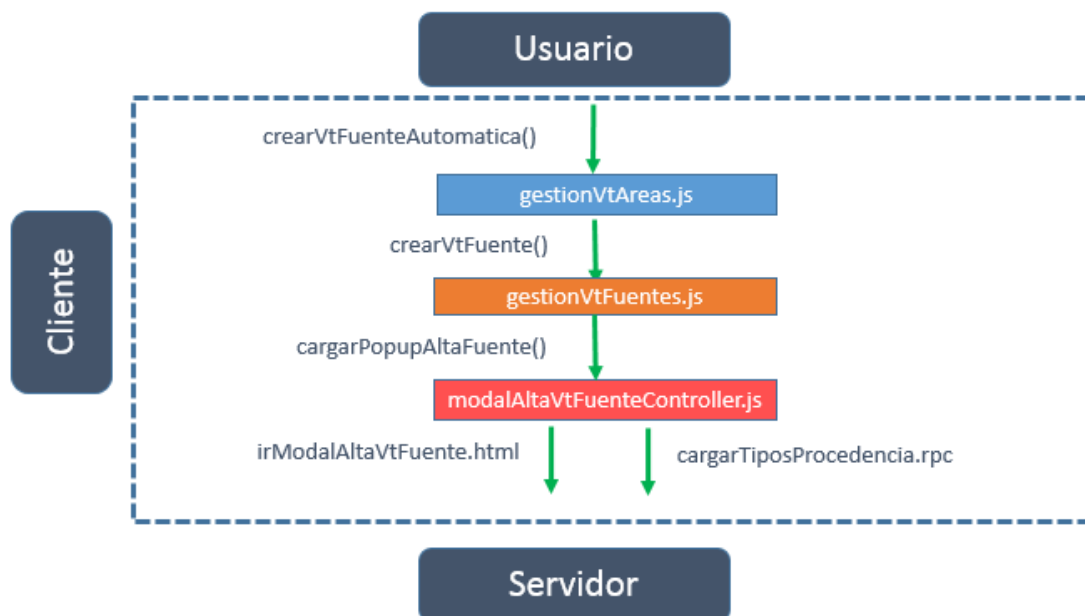 Usuario
crearVtFuenteAutomatica()
gestionVtAreas.js
Cliente
crearVtFuente()
gestionVtFuentes.js
cargarPopupAltaFuente()
modalAltaVtFuenteController.js
irModalAltaVtFuente.html
cargarTiposProcedencia.rpc
Servidor